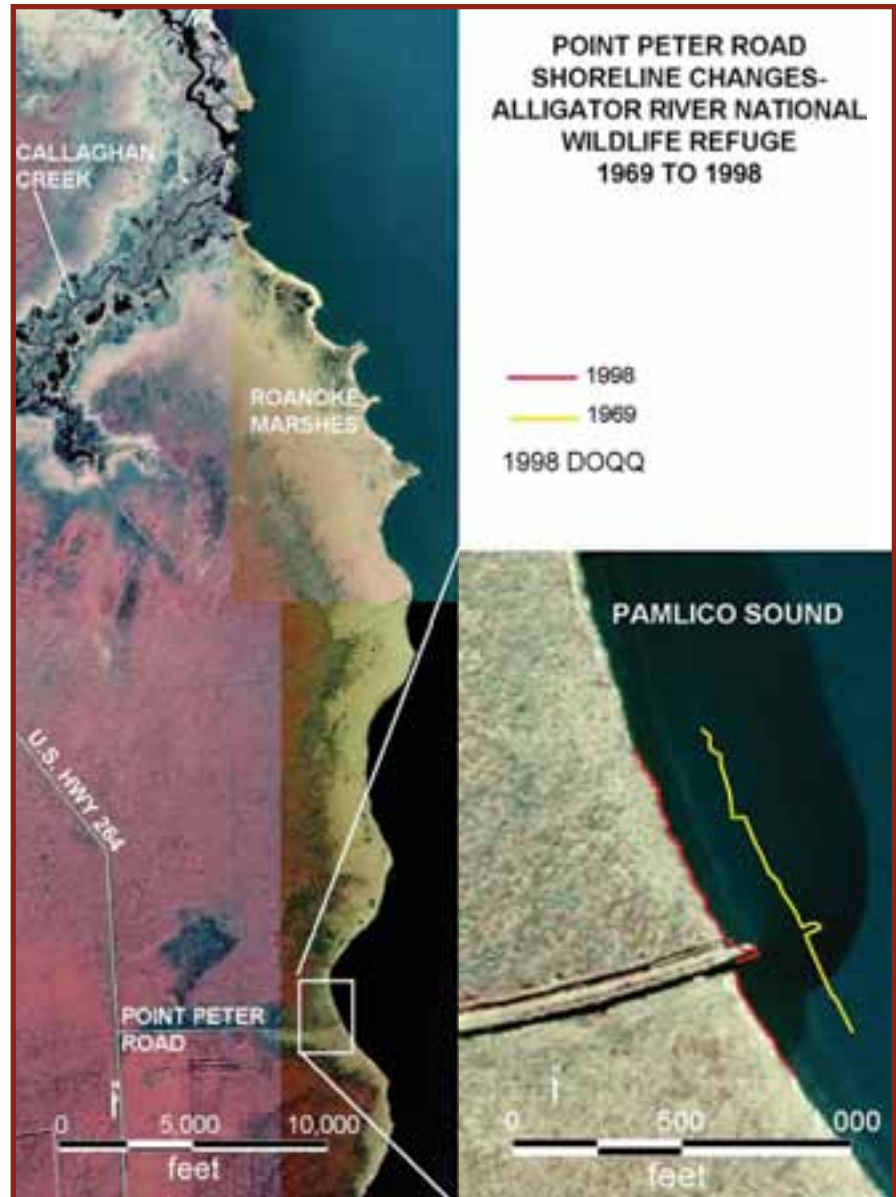 POINT PETER ROAD
SHORELINE CHANGES-
ALLIGATOR RIVER NATIONAL
WILDLIFE REFUGE
1969 TO 1998
CALLAGHAN
CREEK
ROANOKE
MARSHES
1998
1969
1998 DOQQ
PAMLICO SOUND
U.S. HWY 264
POINT PETER
ROAD
0 5,000 10,000
feet
0 500 000
feet